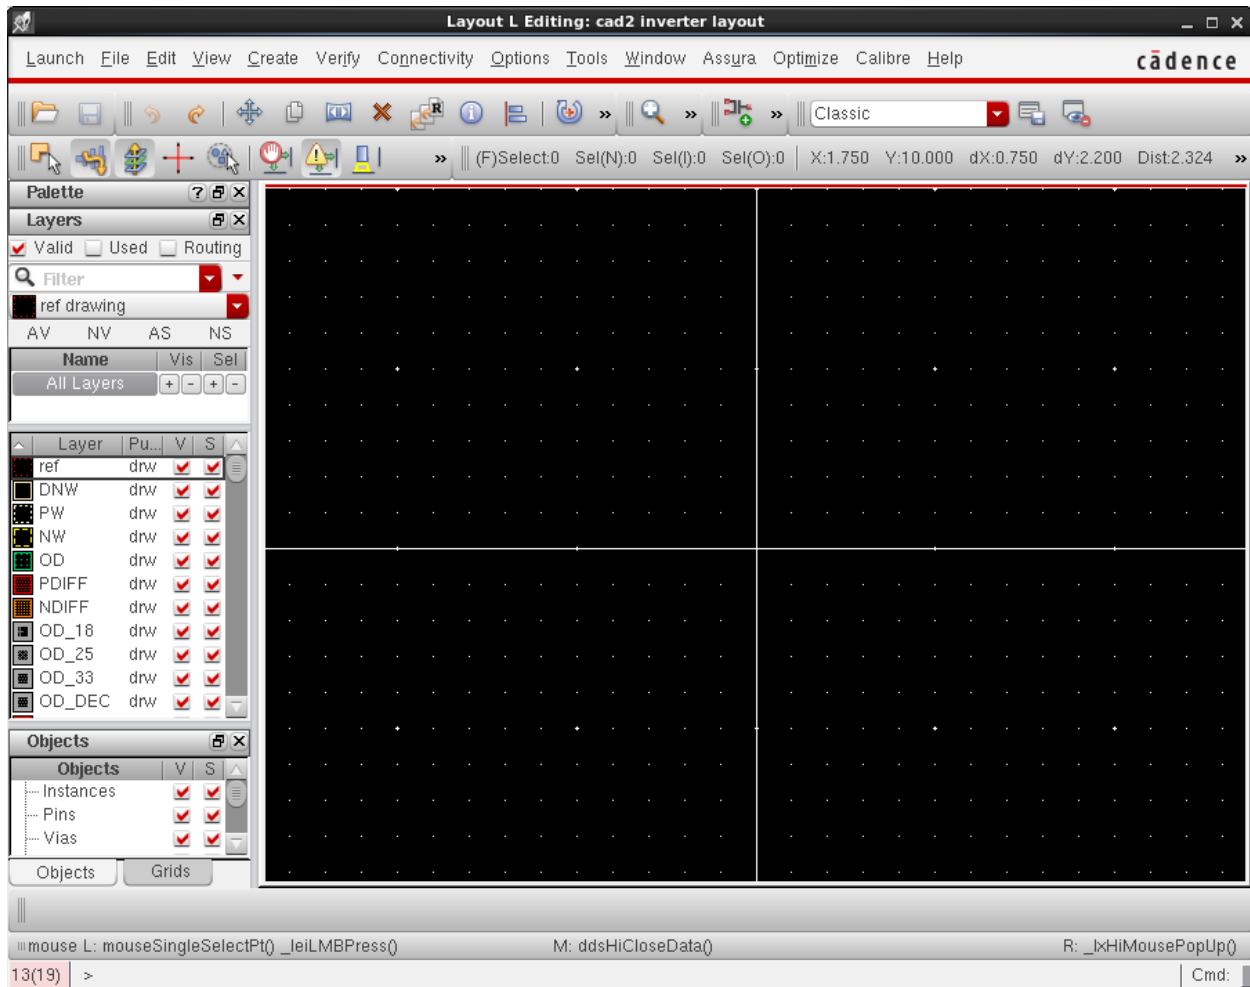 Layout L Editing: cad2 inverter layout
Launch File Edit View Create Verify Connectivity Options Tools Window Assura Optimize Calibre Help cādence
R » » » Classic
» (F)Select:0 Sel(N):0 Sel(I):0 Sel(O):0 X:1.750 Y:10.000 dX:0.750 dY:2.200 Dist:2.324 »
Palette
Layers
Valid Used Routing
Filter
ref drawing
AV NV AS NS
Name Vis Sel
All Layers + - + -
Layer Pu... V S
ref drw
DNW drw
PW drw
NW drw
OD drw
PDIFF drw
NDIFF drw
OD_18 drw
OD_25 drw
OD_33 drw
OD_DEC drw
Objects
Objects V S
Instances
Pins
Vias
Objects Grids
mouse L: mouseSingleSelectPt() _leiLMBPress() M: ddsHiCloseData() R: _lxHiMousePopUp()
13(19) > Cmd: